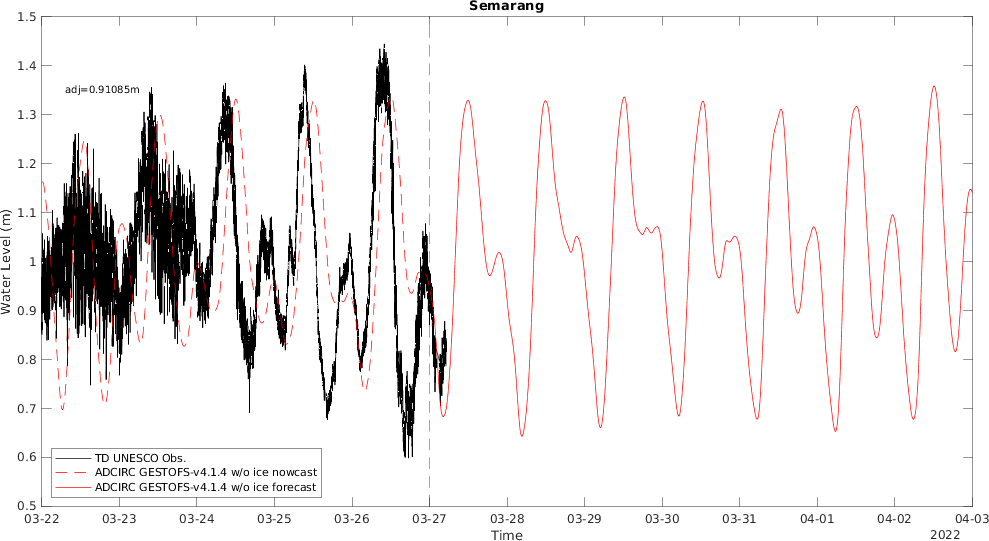 Semarang
1.5
1.4
1.3
1.2
1.1
1
0.9
0.8
0.7
0.6
0.5
Water Level (m)
adj=0.91085m
TD UNESCO Obs.
ADCIRC GESTOFS-v4.1.4 w/o ice nowcast
ADCIRC GESTOFS-v4.1.4 w/o ice forecast
03-22 03-23 03-24 03-25 03-26 03-27 03-28 03-29 03-30 03-31 04-01 04-02 04-03
Time
2022